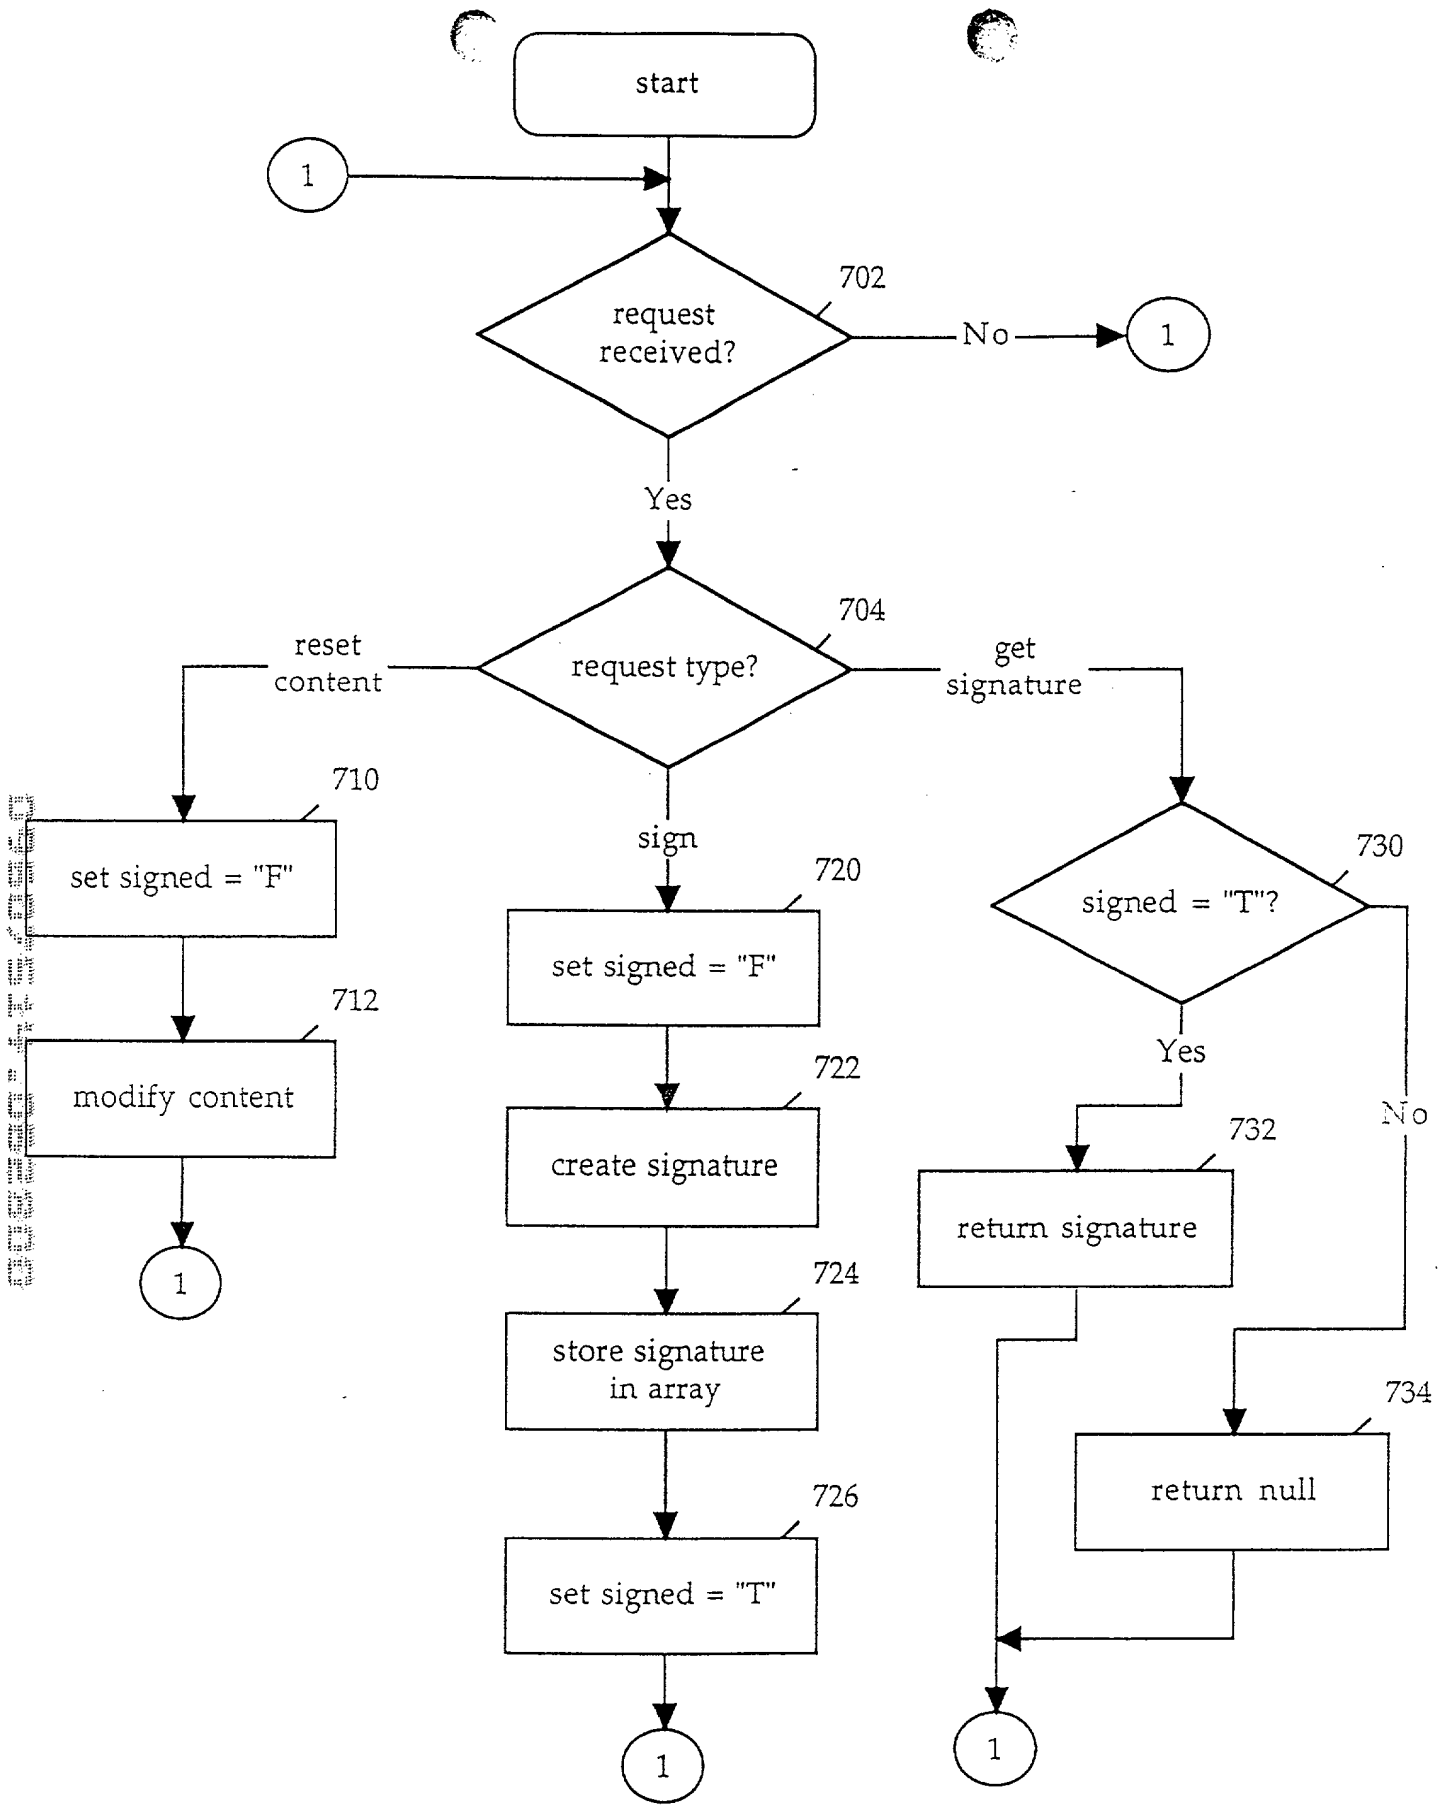 start
1
702
request
received?
No
1
Yes
704
reset
content
request type?
get
signature
710
set signed = "F"
sign
720
730
signed = "T"?
set signed = "F"
712
modify content
Yes
722
create signature
No
732
return signature
1
724
store signature
in array
734
return null
726
set signed = "T"
1
1